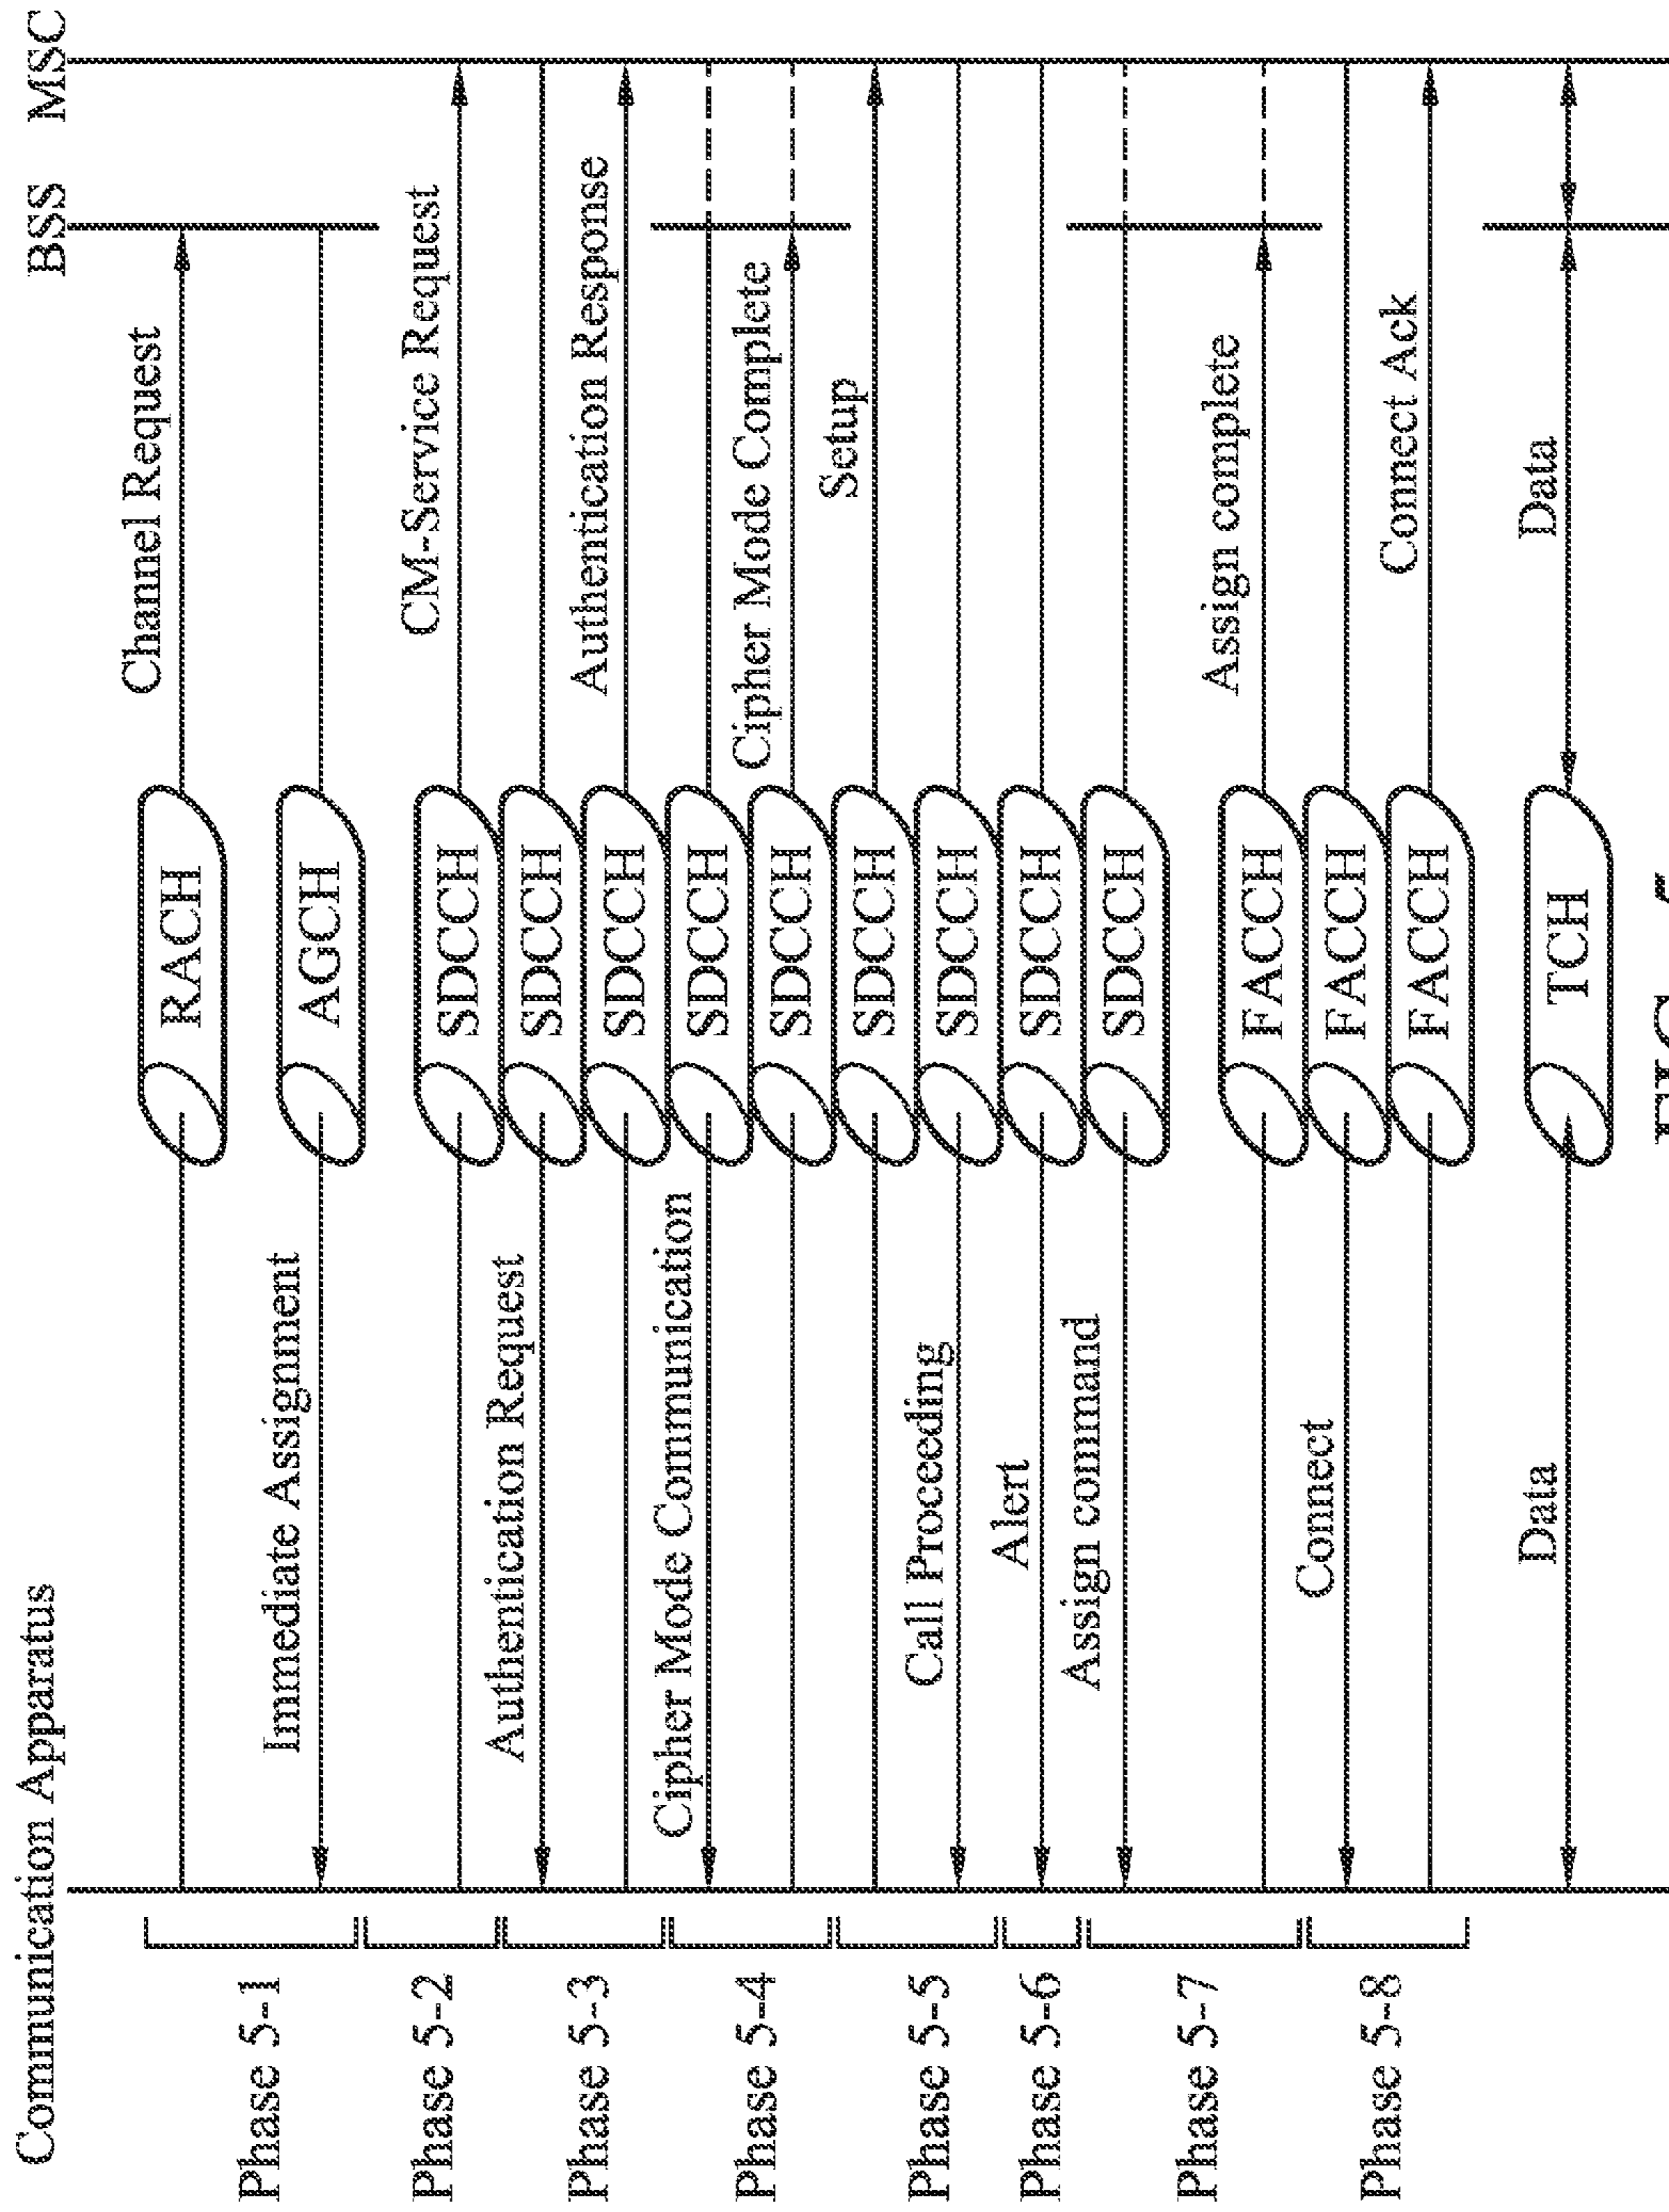 Communication Apparatus
BSS
MSC
Phase 5-1
RACH
Channel Request
Immediate Assignment
AGCH
Phase 5-2
SDCCH
CM-Service Request
Phase 5-3
Authentication Request
SDCCH
SDCCH
Authentication Response
Phase 5-4
Cipher Mode Communication
SDCCH
SDCCH
Cipher Mode Complete
Phase 5-5
SDCCH
Setup
Call Proceeding
SDCCH
Phase 5-6
Alert
SDCCH
Phase 5-7
Assign command
SDCCH
FACCH
Assign complete
Phase 5-8
Connect
FACCH
FACCH
Connect Ack
Data
TCH
Data